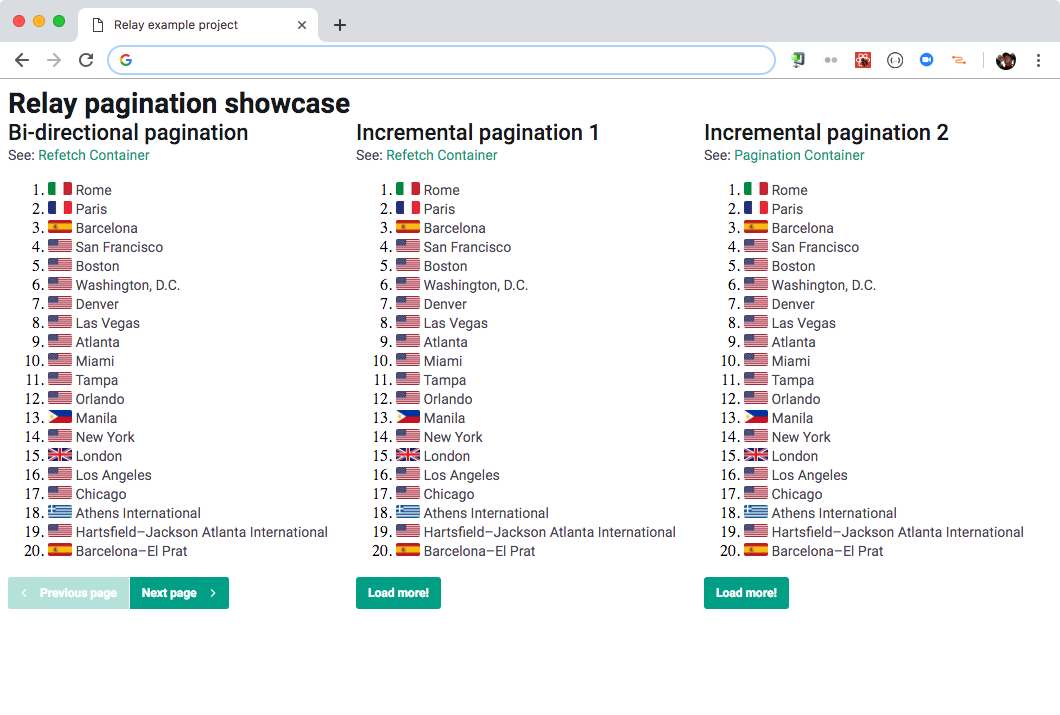 Relay example project
Relay pagination showcase
Bi-directional pagination
See: Refetch Container
1. Rome
2. Paris
3. Barcelona
4. San Francisco
5. Boston
6. Washington, D.C.
7. Denver
8. Las Vegas
9. Atlanta
10. Miami
11. Tampa
12. Orlando
13. Manila
14. New York
15. London
16. Los Angeles
17. Chicago
18. Athens International
19. Hartsfield–Jackson Atlanta International
20. Barcelona–El Prat
Previous page Next page
Incremental pagination 1
See: Refetch Container
1. Rome
2. Paris
3. Barcelona
4. San Francisco
5. Boston
6. Washington, D.C.
7. Denver
8. Las Vegas
9. Atlanta
10. Miami
11. Tampa
12. Orlando
13. Manila
14. New York
15. London
16. Los Angeles
17. Chicago
18. Athens International
19. Hartsfield–Jackson Atlanta International
20. Barcelona–El Prat
Load more!
Incremental pagination 2
See: Pagination Container
1. Rome
2. Paris
3. Barcelona
4. San Francisco
5. Boston
6. Washington, D.C.
7. Denver
8. Las Vegas
9. Atlanta
10. Miami
11. Tampa
12. Orlando
13. Manila
14. New York
15. London
16. Los Angeles
17. Chicago
18. Athens International
19. Hartsfield–Jackson Atlanta International
20. Barcelona–El Prat
Load more!